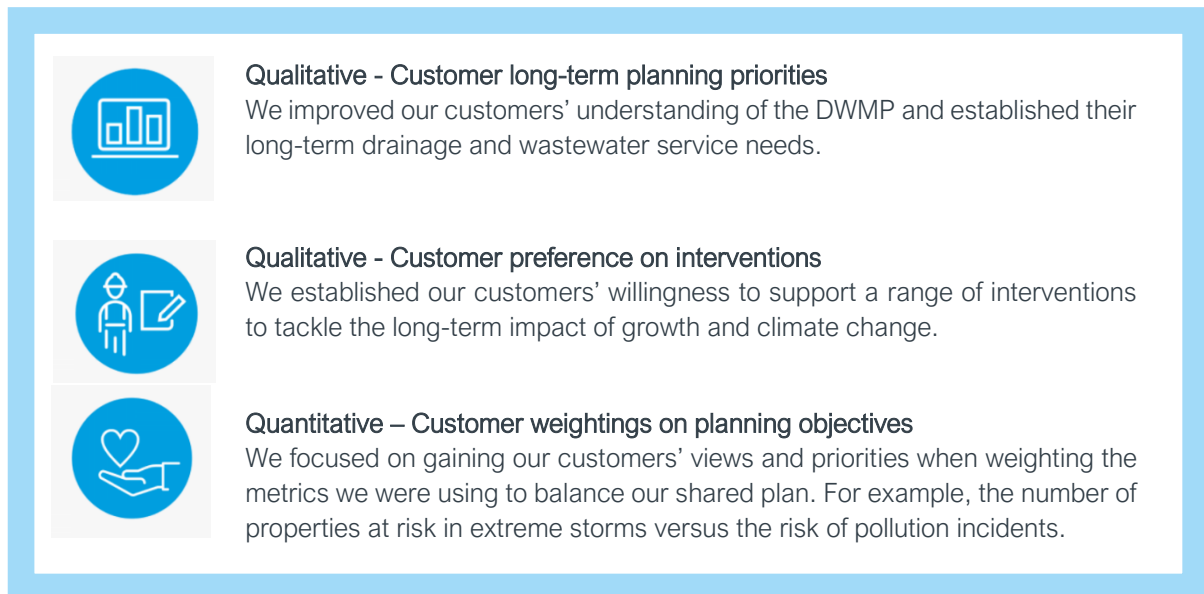 Qualitative - Customer long-term planning priorities
We improved our customers’ understanding of the DWMP and established their
long-term drainage and wastewater service needs.
Qualitative - Customer preference on interventions
We established our customers’ willingness to support a range of interventions
to tackle the long-term impact of growth and climate change.
Quantitative – Customer weightings on planning objectives
We focused on gaining our customers’ views and priorities when weighting the
metrics we were using to balance our shared plan. For example, the number of
properties at risk in extreme storms versus the risk of pollution incidents.